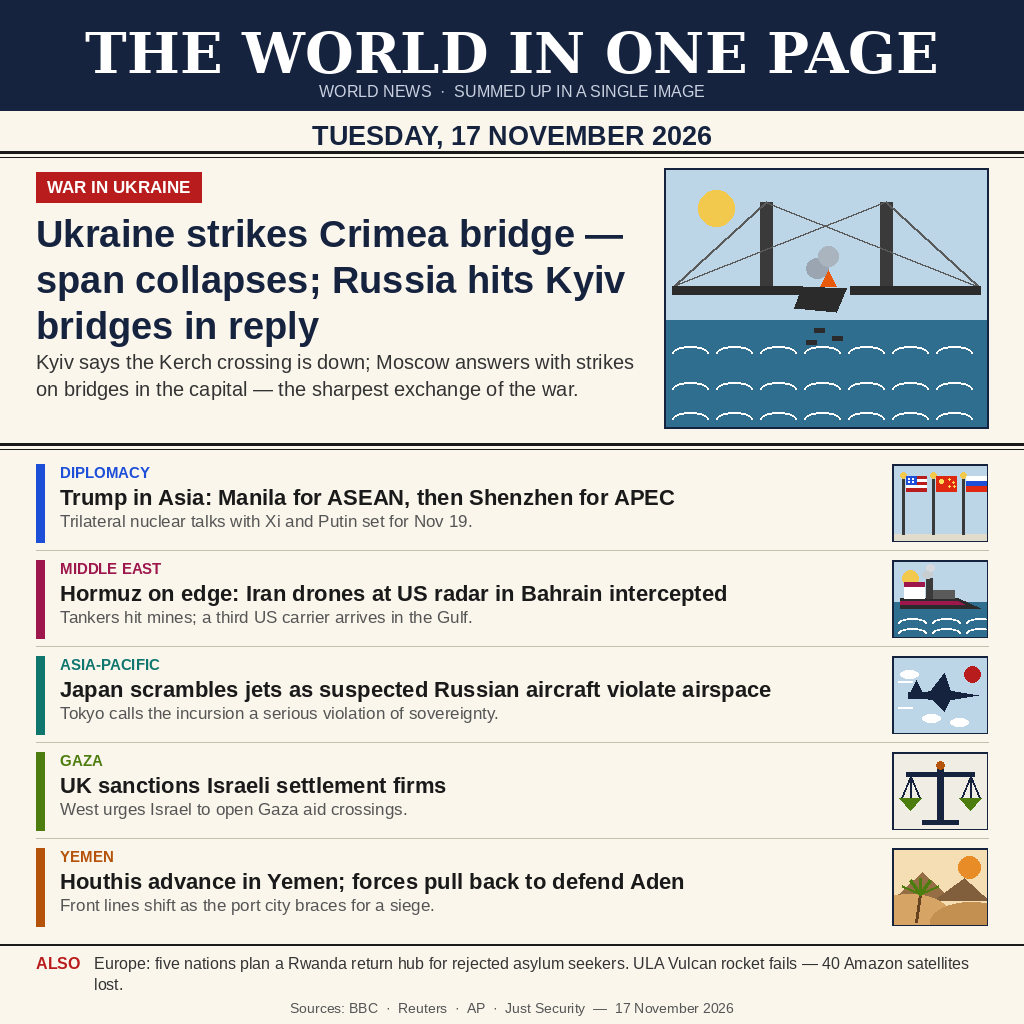 THE WORLD IN ONE PAGE
WORLD NEWS · SUMMED UP IN A SINGLE IMAGE
TUESDAY, 17 NOVEMBER 2026
WAR IN UKRAINE
Ukraine strikes Crimea bridge —
span collapses; Russia hits Kyiv
bridges in reply
Kyiv says the Kerch crossing is down; Moscow answers with strikes
on bridges in the capital — the sharpest exchange of the war.
DIPLOMACY
Trump in Asia: Manila for ASEAN, then Shenzhen for APEC
Trilateral nuclear talks with Xi and Putin set for Nov 19.
MIDDLE EAST
Hormuz on edge: Iran drones at US radar in Bahrain intercepted
Tankers hit mines; a third US carrier arrives in the Gulf.
ASIA-PACIFIC
Japan scrambles jets as suspected Russian aircraft violate airspace
Tokyo calls the incursion a serious violation of sovereignty.
GAZA
UK sanctions Israeli settlement firms
West urges Israel to open Gaza aid crossings.
YEMEN
Houthis advance in Yemen; forces pull back to defend Aden
Front lines shift as the port city braces for a siege.
ALSO Europe: five nations plan a Rwanda return hub for rejected asylum seekers. ULA Vulcan rocket fails — 40 Amazon satellites
lost.
Sources: BBC · Reuters · AP · Just Security — 17 November 2026